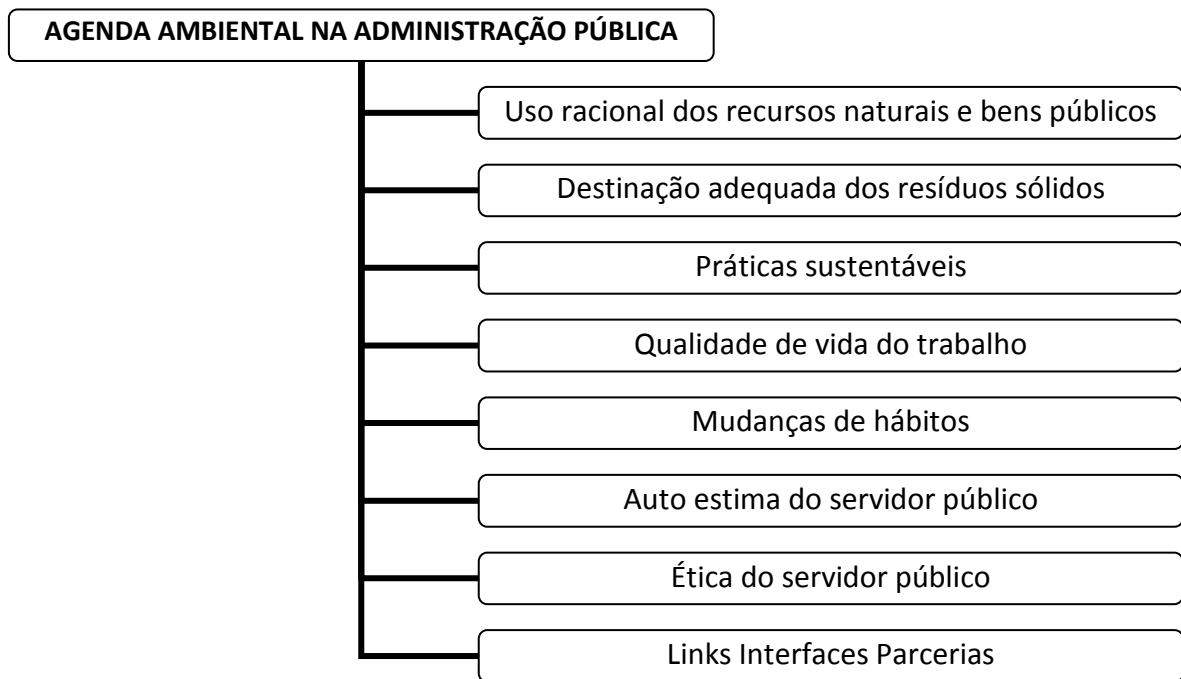 AGENDA AMBIENTAL NA ADMINISTRAÇÃO PÚBLICA
Uso racional dos recursos naturais e bens públicos
Destinação adequada dos resíduos sólidos
Práticas sustentáveis
Qualidade de vida do trabalho
Mudanças de hábitos
Auto estima do servidor público
Ética do servidor público
Links Interfaces Parcerias